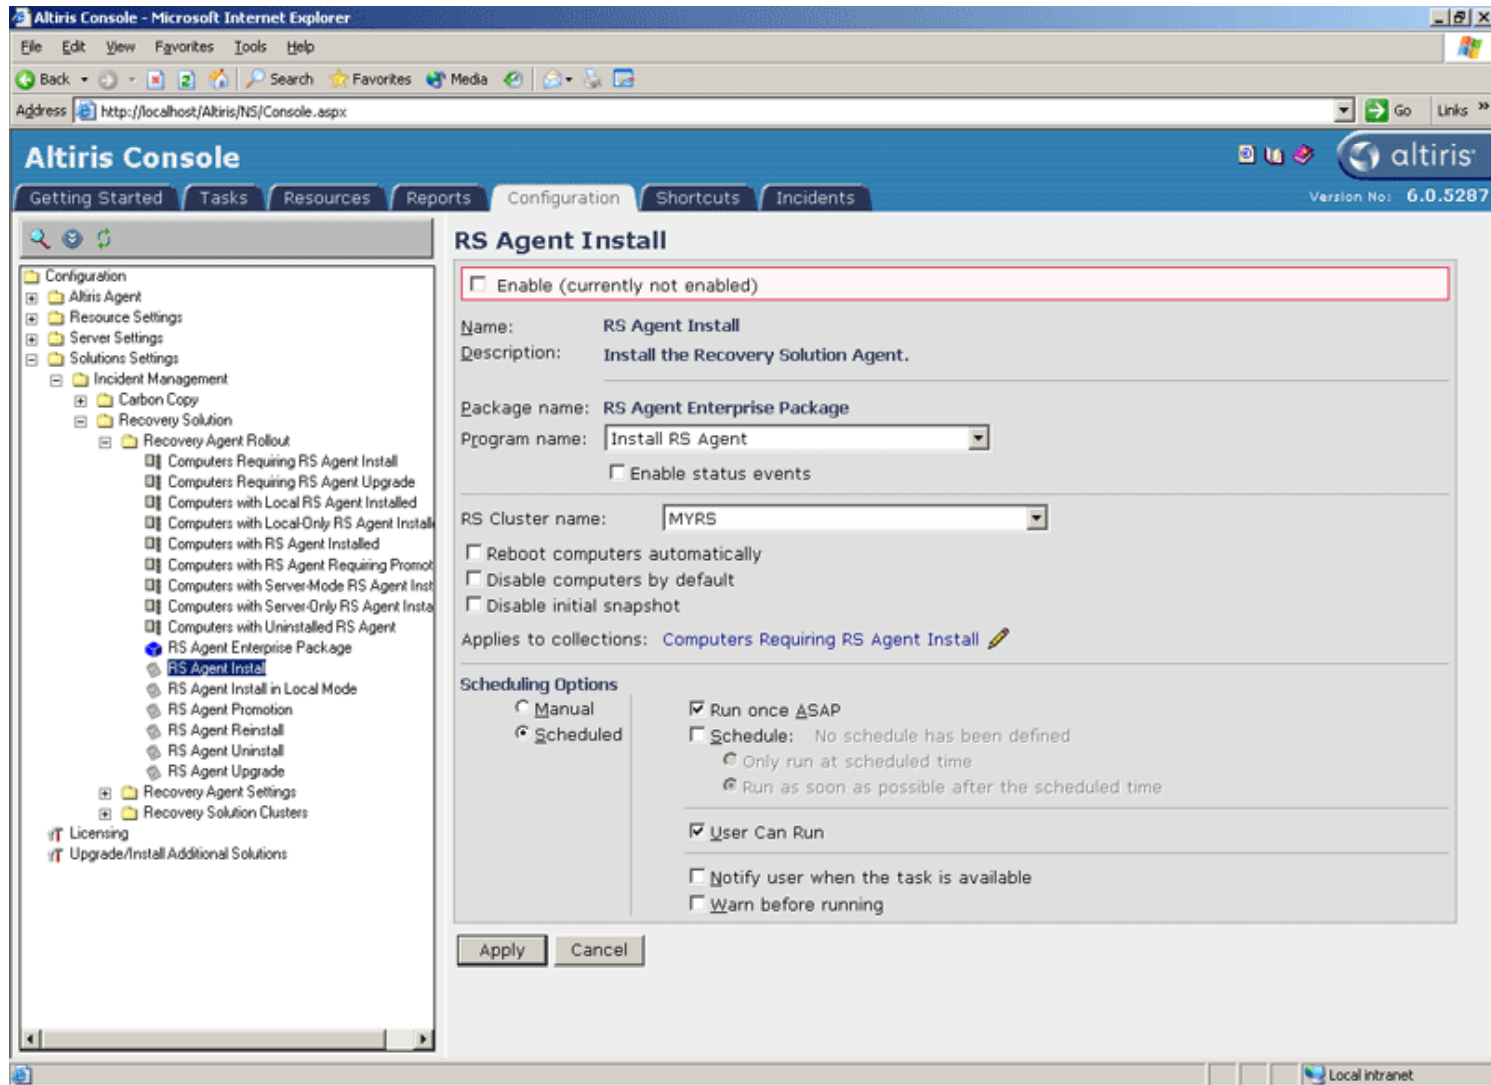 Altiris Console - Microsoft Internet Explorer
File Edit View Favorites Tools Help
Back Search Favorites Media
Address http://localhost/Altiris/NS/Console.aspx Go Links »
Altiris Console
altiris
Getting Started Tasks Resources Reports Configuration Shortcuts Incidents
Version No: 6.0.5287
RS Agent Install
Configuration
Altiris Agent
Resource Settings
Server Settings
Solutions Settings
Incident Management
Carbon Copy
Recovery Solution
Recovery Agent Rollout
Computers Requiring RS Agent Install
Computers Requiring RS Agent Upgrade
Computers with Local RS Agent Installed
Computers with Local-Only RS Agent Install
Computers with RS Agent Installed
Computers with RS Agent Requiring Promot
Computers with Server-Mode RS Agent Inst
Computers with Server-Only RS Agent Insta
Computers with Uninstalled RS Agent
RS Agent Enterprise Package
RS Agent Install
RS Agent Install in Local Mode
RS Agent Promotion
RS Agent Reinstall
RS Agent Uninstall
RS Agent Upgrade
Recovery Agent Settings
Recovery Solution Clusters
Licensing
Upgrade/Install Additional Solutions
Enable (currently not enabled)
Name: RS Agent Install
Description: Install the Recovery Solution Agent.
Package name: RS Agent Enterprise Package
Program name: Install RS Agent
Enable status events
RS Cluster name: MYRS
Reboot computers automatically
Disable computers by default
Disable initial snapshot
Applies to collections: Computers Requiring RS Agent Install
Scheduling Options
Manual
Scheduled
Run once ASAP
Schedule: No schedule has been defined
Only run at scheduled time
Run as soon as possible after the scheduled time
User Can Run
Notify user when the task is available
Warn before running
Apply Cancel
Local intranet